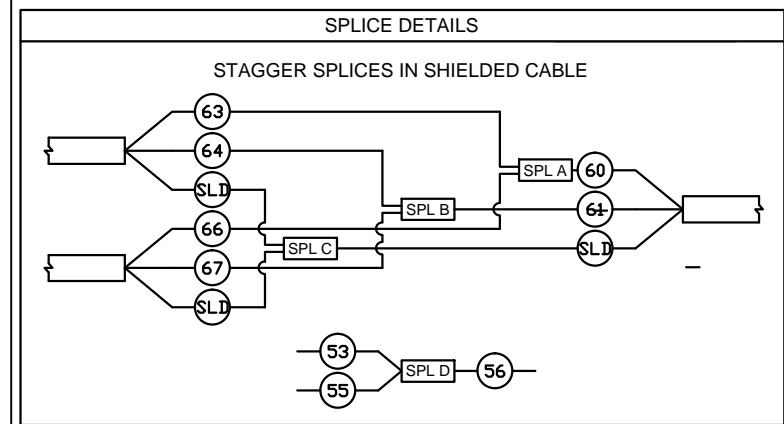 SPLICE DETAILS
STAGGER SPLICES IN SHIELDED CABLE
63
64
SPL A
60
SLD
SPL B
61
66
SPL C
SLD
67
SLD
53
SPL D
56
55